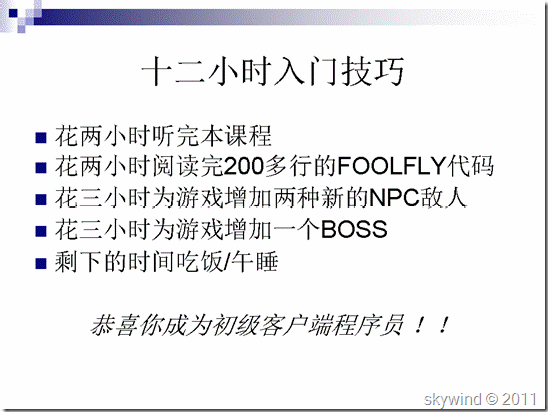 十二小时入门技巧
花两小时听完本课程
花两小时阅读完200多行的FOOLFLY代码
花三小时为游戏增加两种新的NPC敌人
花三小时为游戏增加一个BOSS
剩下的时间吃饭/午睡
恭喜你成为初级客户端程序员！！
skywind © 2011